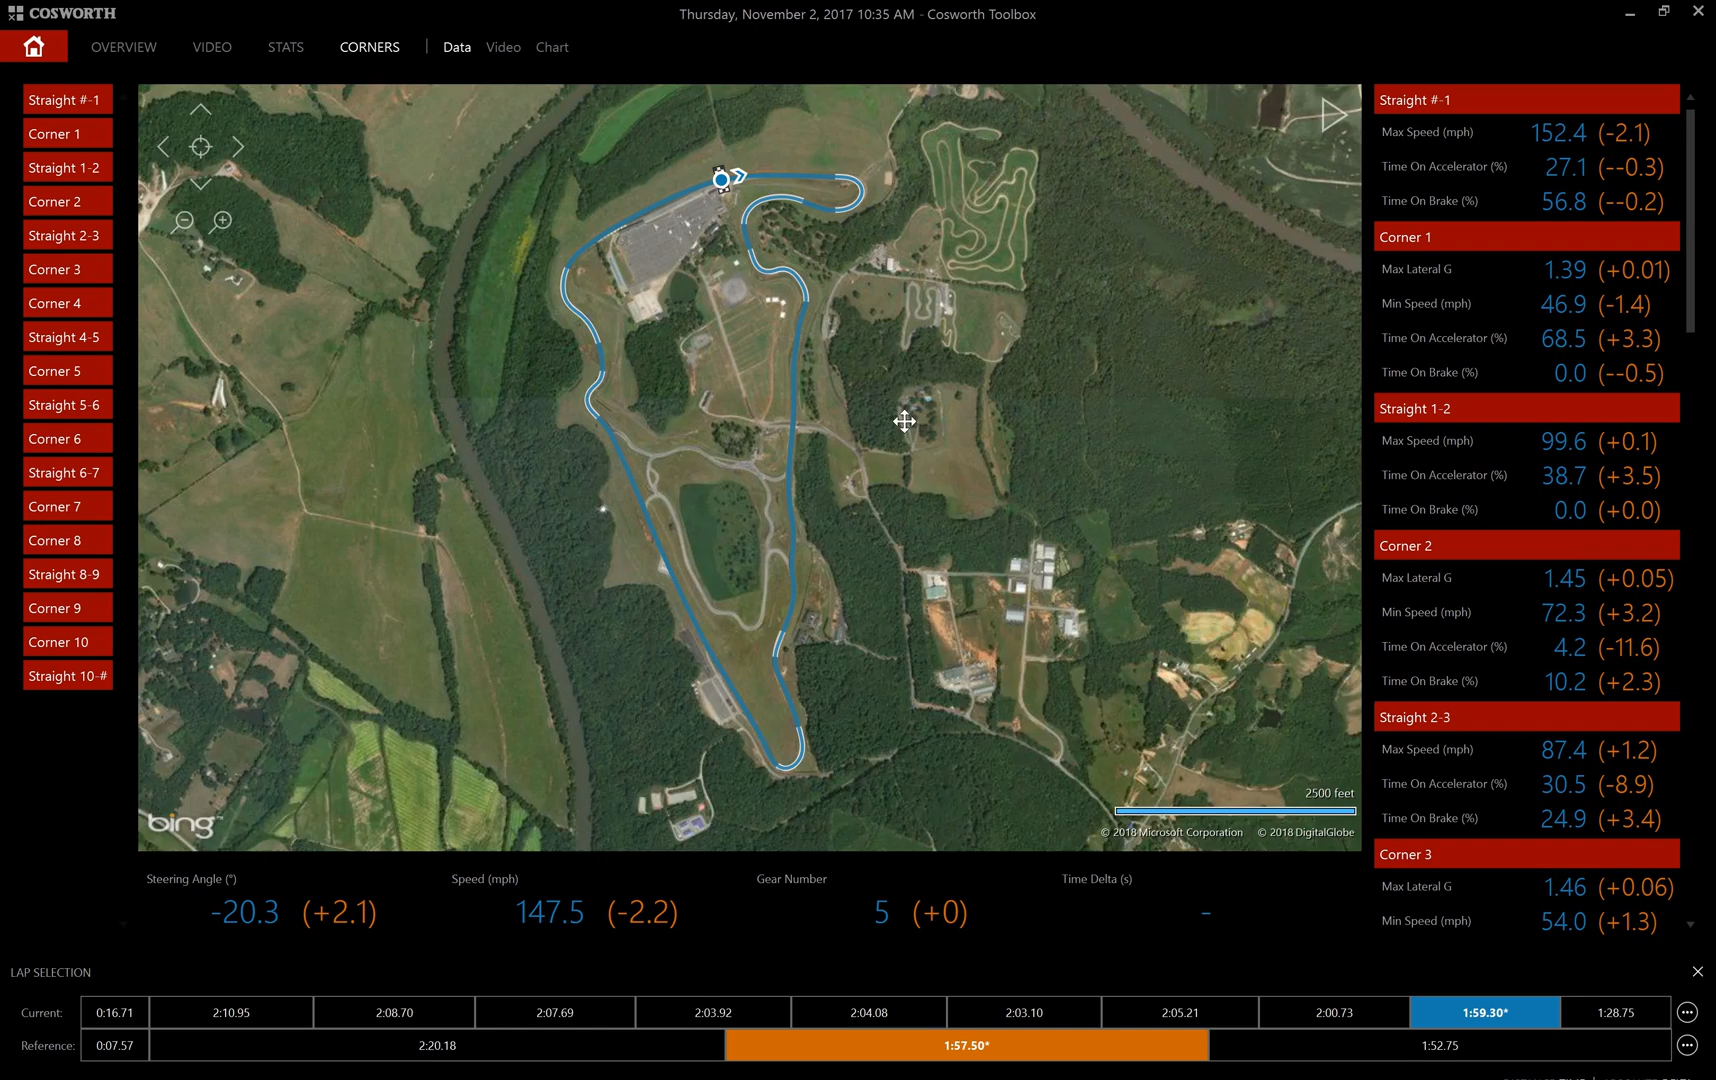 COSWORTH
Thursday, November 2, 2017 10:35 AM - Cosworth Toolbox
OVERVIEW VIDEO STATS CORNERS | Data Video Chart
Straight #-1
Corner 1
Straight 1-2
Corner 2
Straight 2-3
Corner 3
Corner 4
Straight 4-5
Corner 5
Straight 5-6
Corner 6
Straight 6-7
Corner 7
Corner 8
Straight 8-9
Corner 9
Corner 10
Straight 10-#
2500 feet
bing
© 2018 Microsoft Corporation © 2018 DigitalGlobe
Straight #-1
Max Speed (mph) 152.4 (-2.1)
Time On Accelerator (%) 27.1 (--0.3)
Time On Brake (%) 56.8 (--0.2)
Corner 1
Max Lateral G 1.39 (+0.01)
Min Speed (mph) 46.9 (-1.4)
Time On Accelerator (%) 68.5 (+3.3)
Time On Brake (%) 0.0 (--0.5)
Straight 1-2
Max Speed (mph) 99.6 (+0.1)
Time On Accelerator (%) 38.7 (+3.5)
Time On Brake (%) 0.0 (+0.0)
Corner 2
Max Lateral G 1.45 (+0.05)
Min Speed (mph) 72.3 (+3.2)
Time On Accelerator (%) 4.2 (-11.6)
Time On Brake (%) 10.2 (+2.3)
Straight 2-3
Max Speed (mph) 87.4 (+1.2)
Time On Accelerator (%) 30.5 (-8.9)
Time On Brake (%) 24.9 (+3.4)
Corner 3
Max Lateral G 1.46 (+0.06)
Min Speed (mph) 54.0 (+1.3)
Steering Angle (°) Speed (mph) Gear Number Time Delta (s)
-20.3 (+2.1) 147.5 (-2.2) 5 (+0) -
LAP SELECTION
Current: 0:16.71 2:10.95 2:08.70 2:07.69 2:03.92 2:04.08 2:03.10 2:05.21 2:00.73 1:59.30* 1:28.75
Reference: 0:07.57 2:20.18 1:57.50* 1:52.75